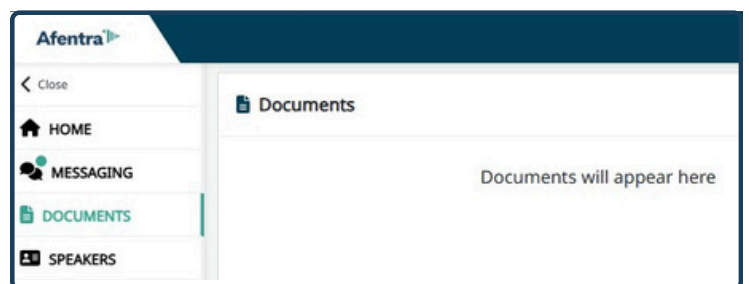 Afentra
Close
HOME
MESSAGING
DOCUMENTS
SPEAKERS
Documents
Documents will appear here